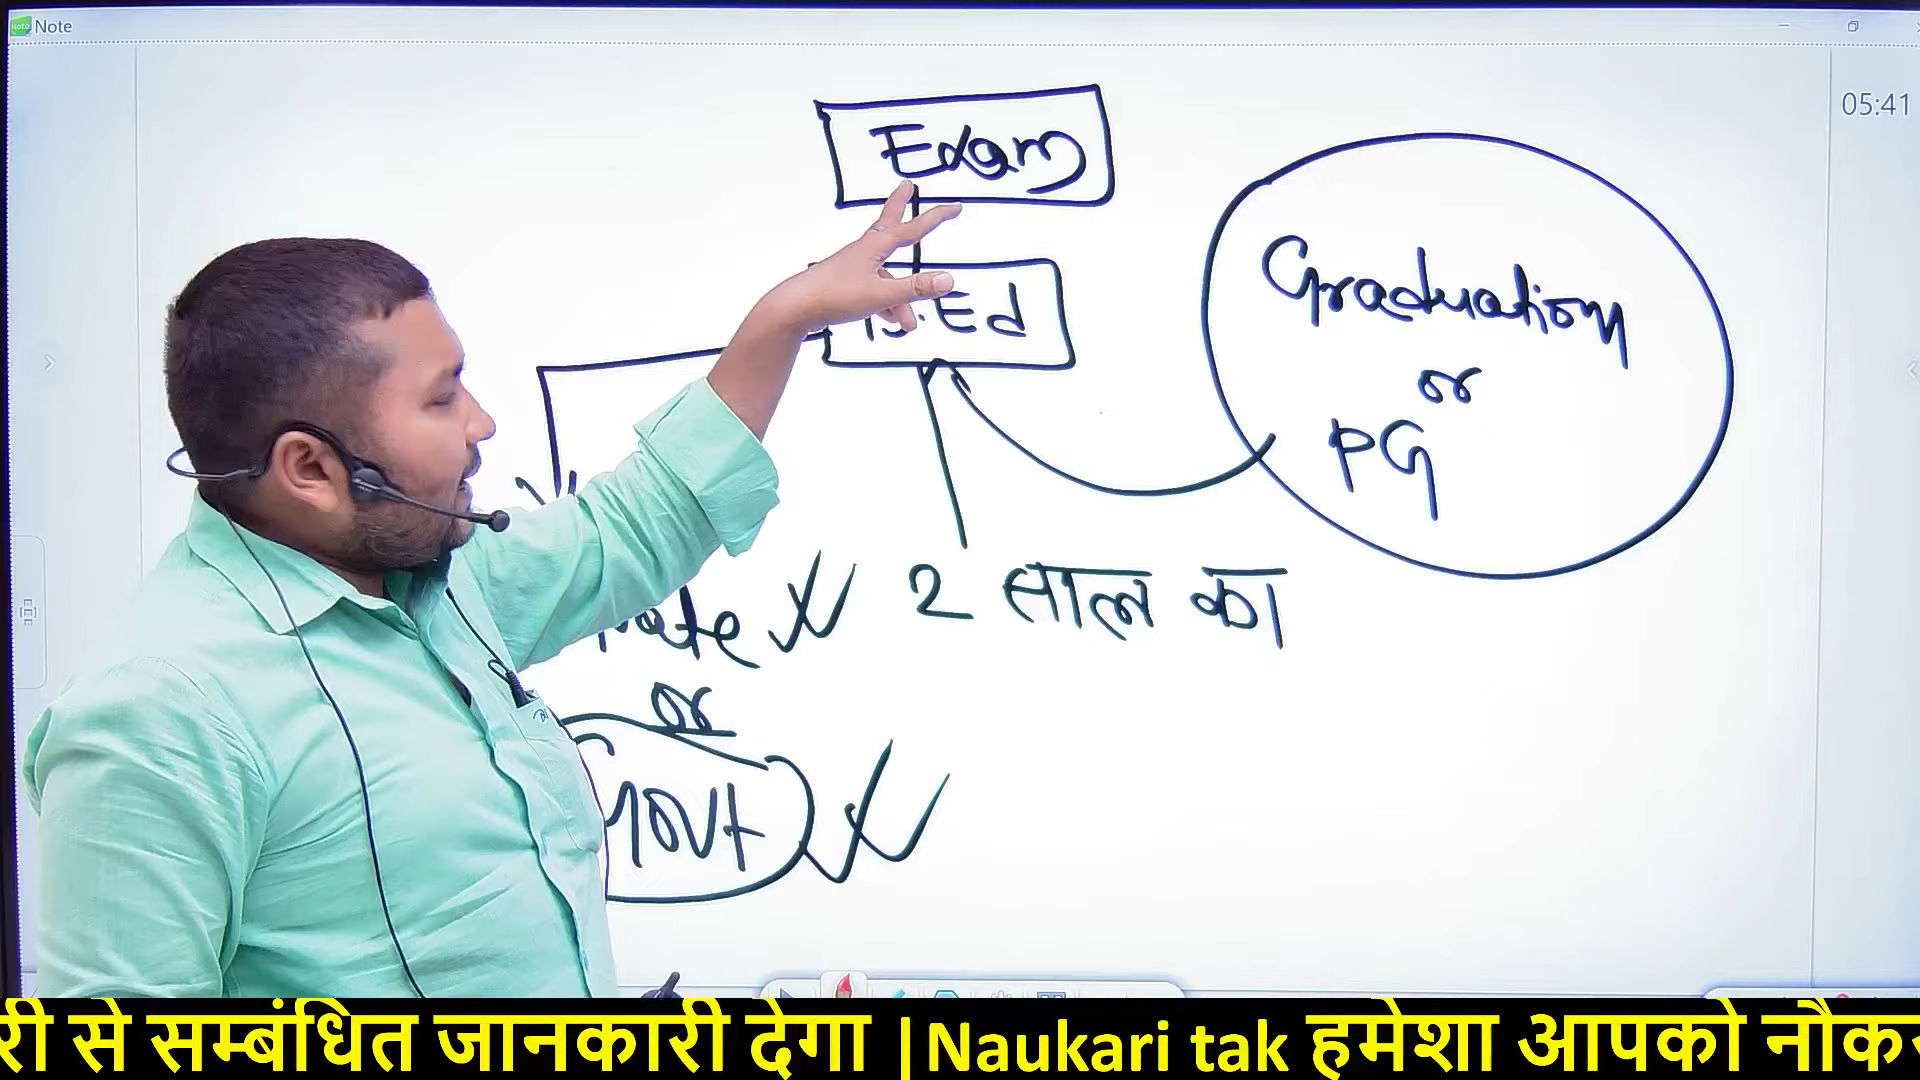 Note
05:41
Exam
B.Ed
Graduation
or
PG
2 साल का
or
Govt
री से सम्बंधित जानकारी देगा |Naukari tak हमेशा आपको नौक